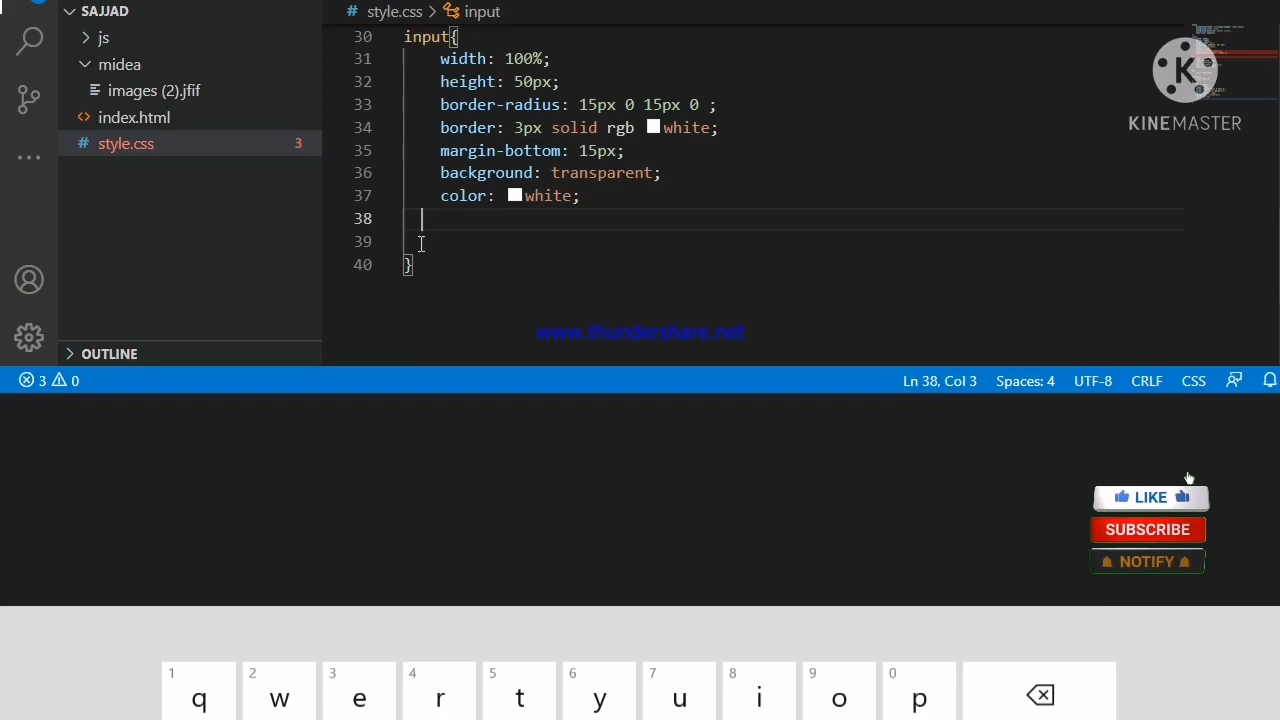 SAJJAD
js
midea
images (2).jfif
index.html
style.css 3
OUTLINE
style.css > input
30 input{
31 width: 100%;
32 height: 50px;
33 border-radius: 15px 0 15px 0 ;
34 border: 3px solid rgb white;
35 margin-bottom: 15px;
36 background: transparent;
37 color: white;
38
39
40 }
K
KINEMASTER
www.thundershare.net
3 0 Ln 38, Col 3 Spaces: 4 UTF-8 CRLF CSS
LIKE
SUBSCRIBE
NOTIFY
1 2 3 4 5 6 7 8 9 0
q w e r t y u i o p